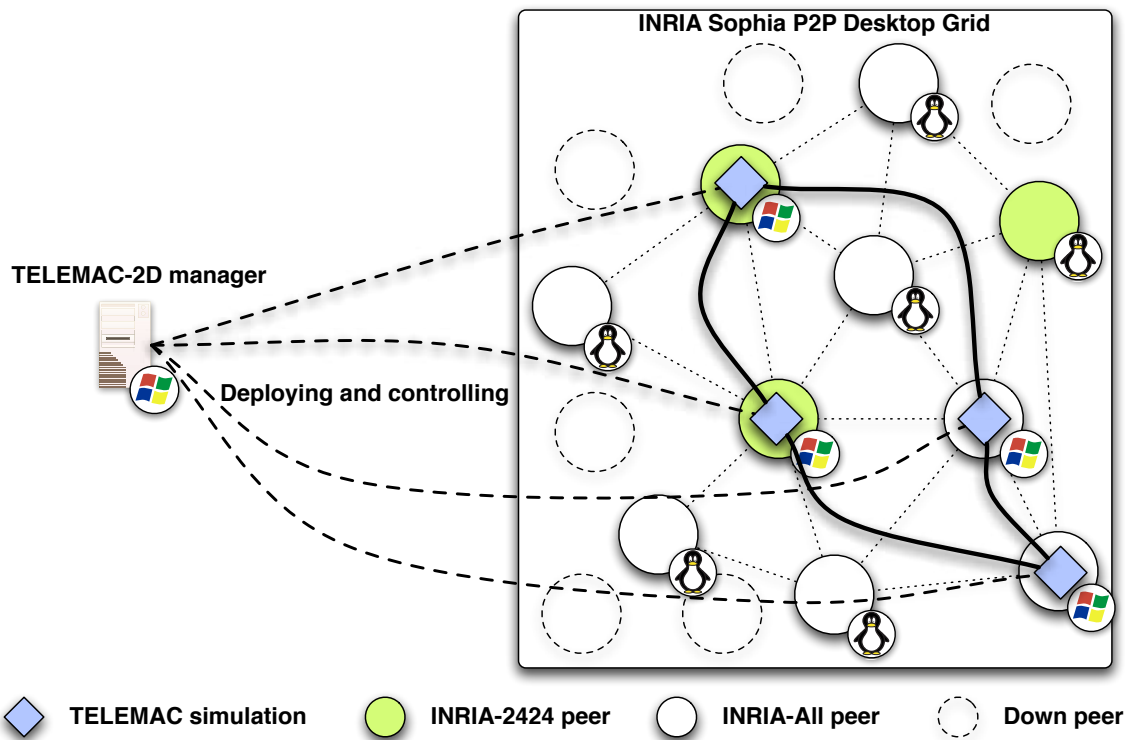 INRIA Sophia P2P Desktop Grid
TELEMAC-2D manager
Deploying and controlling
TELEMAC simulation
INRIA-2424 peer
INRIA-All peer
Down peer